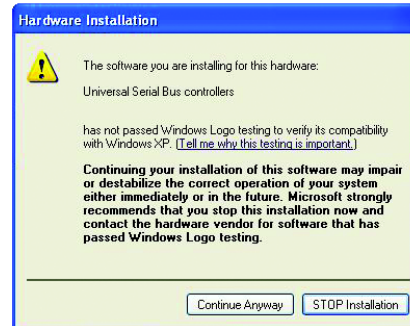 Hardware Installation
The software you are installing for this hardware:
Universal Serial Bus controllers
has not passed Windows Logo testing to verify its compatibility
with Windows XP. (Tell me why this testing is important.)
Continuing your installation of this software may impair
or destabilize the correct operation of your system
either immediately or in the future. Microsoft strongly
recommends that you stop this installation now and
contact the hardware vendor for software that has
passed Windows Logo testing.
Continue Anyway
STOP Installation